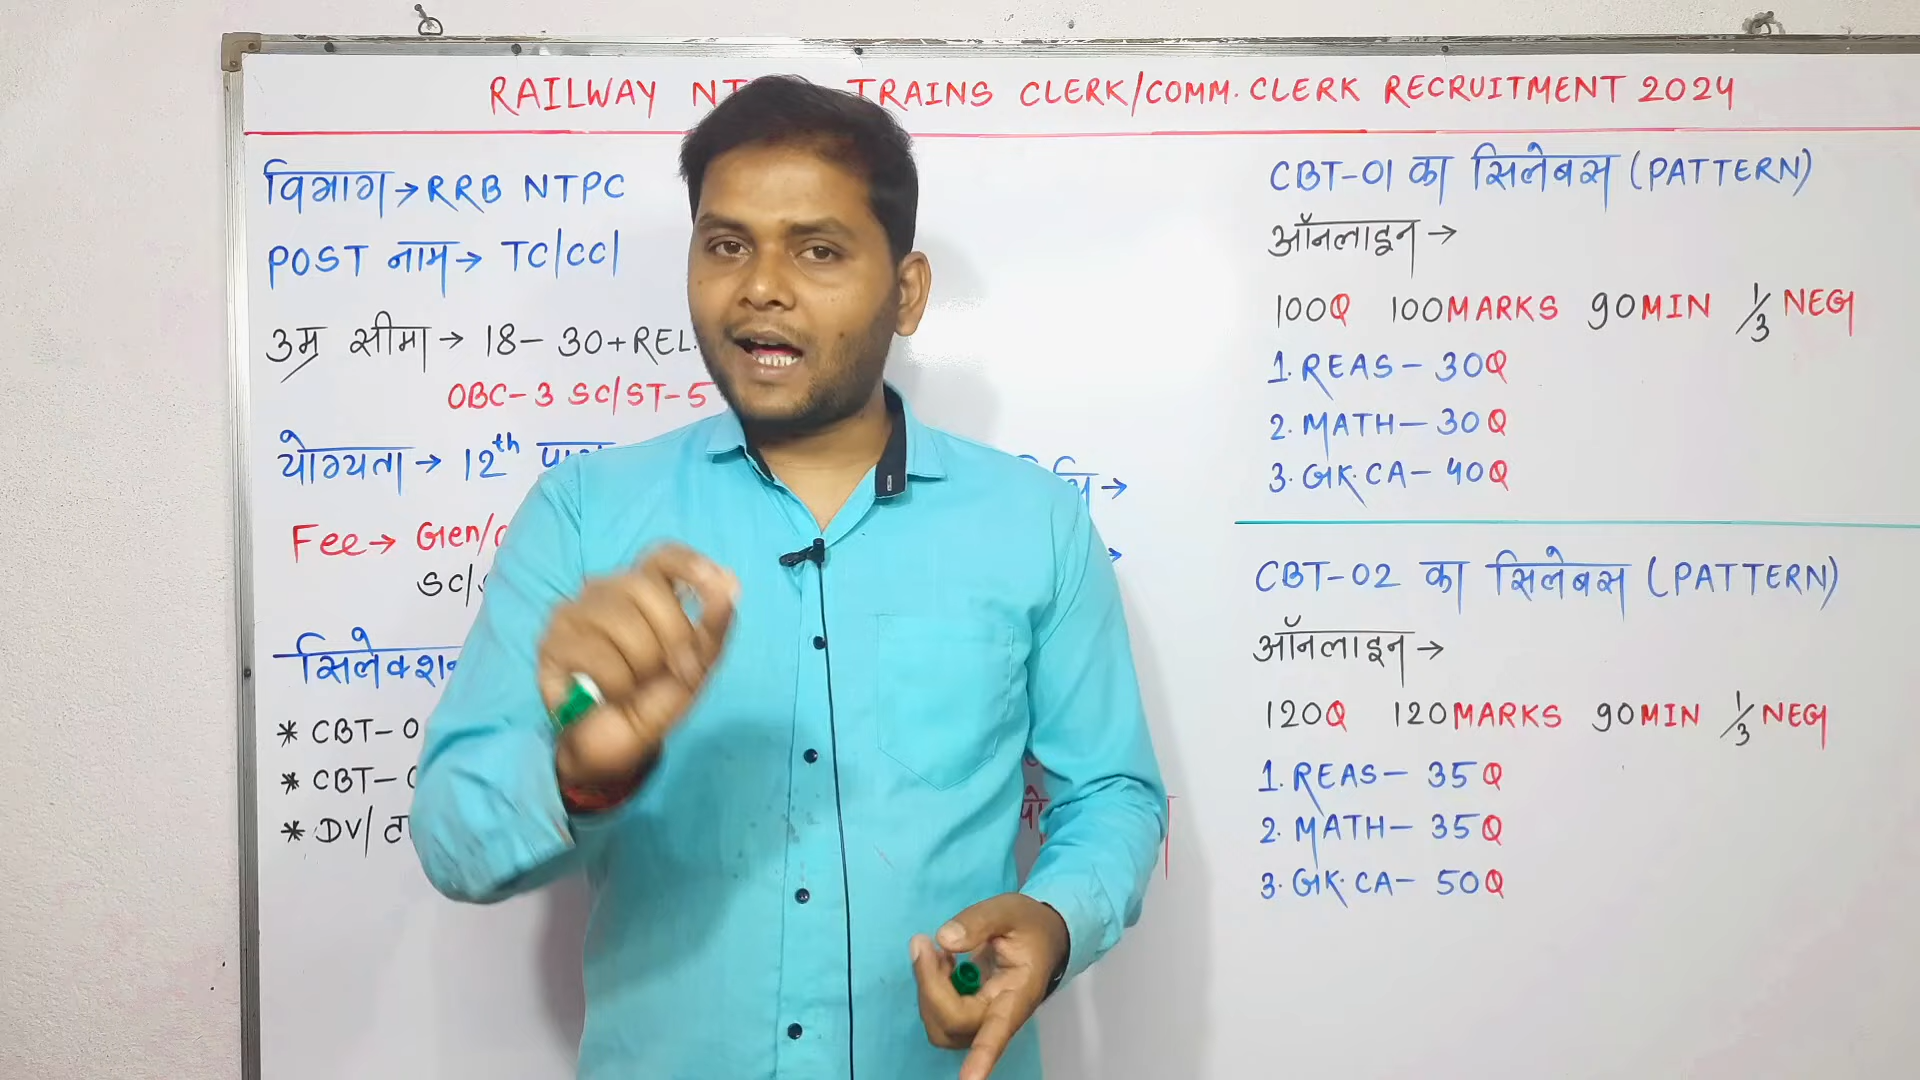 RAILWAY TRAINS CLERK/COMM. CLERK RECRUITMENT 2024
विभाग → RRB NTPC
POST नाम → TC/CC/
उम्र सीमा → 18 - 30 + REL.
OBC - 3 SC/ST - 5
योग्यता → 12th
Fee → Gen/
SC/
* CBT -
* CBT -
* DV/
CBT-01 का सिलेबस (PATTERN)
ऑनलाइन →
100Q 100MARKS 90MIN 1/3 NEG
1. REAS - 30Q
2. MATH - 30Q
3. GK. CA - 40Q
CBT-02 का सिलेबस (PATTERN)
ऑनलाइन →
120Q 120MARKS 90MIN 1/3 NEG
1. REAS - 35Q
2. MATH - 35Q
3. GK. CA - 50Q